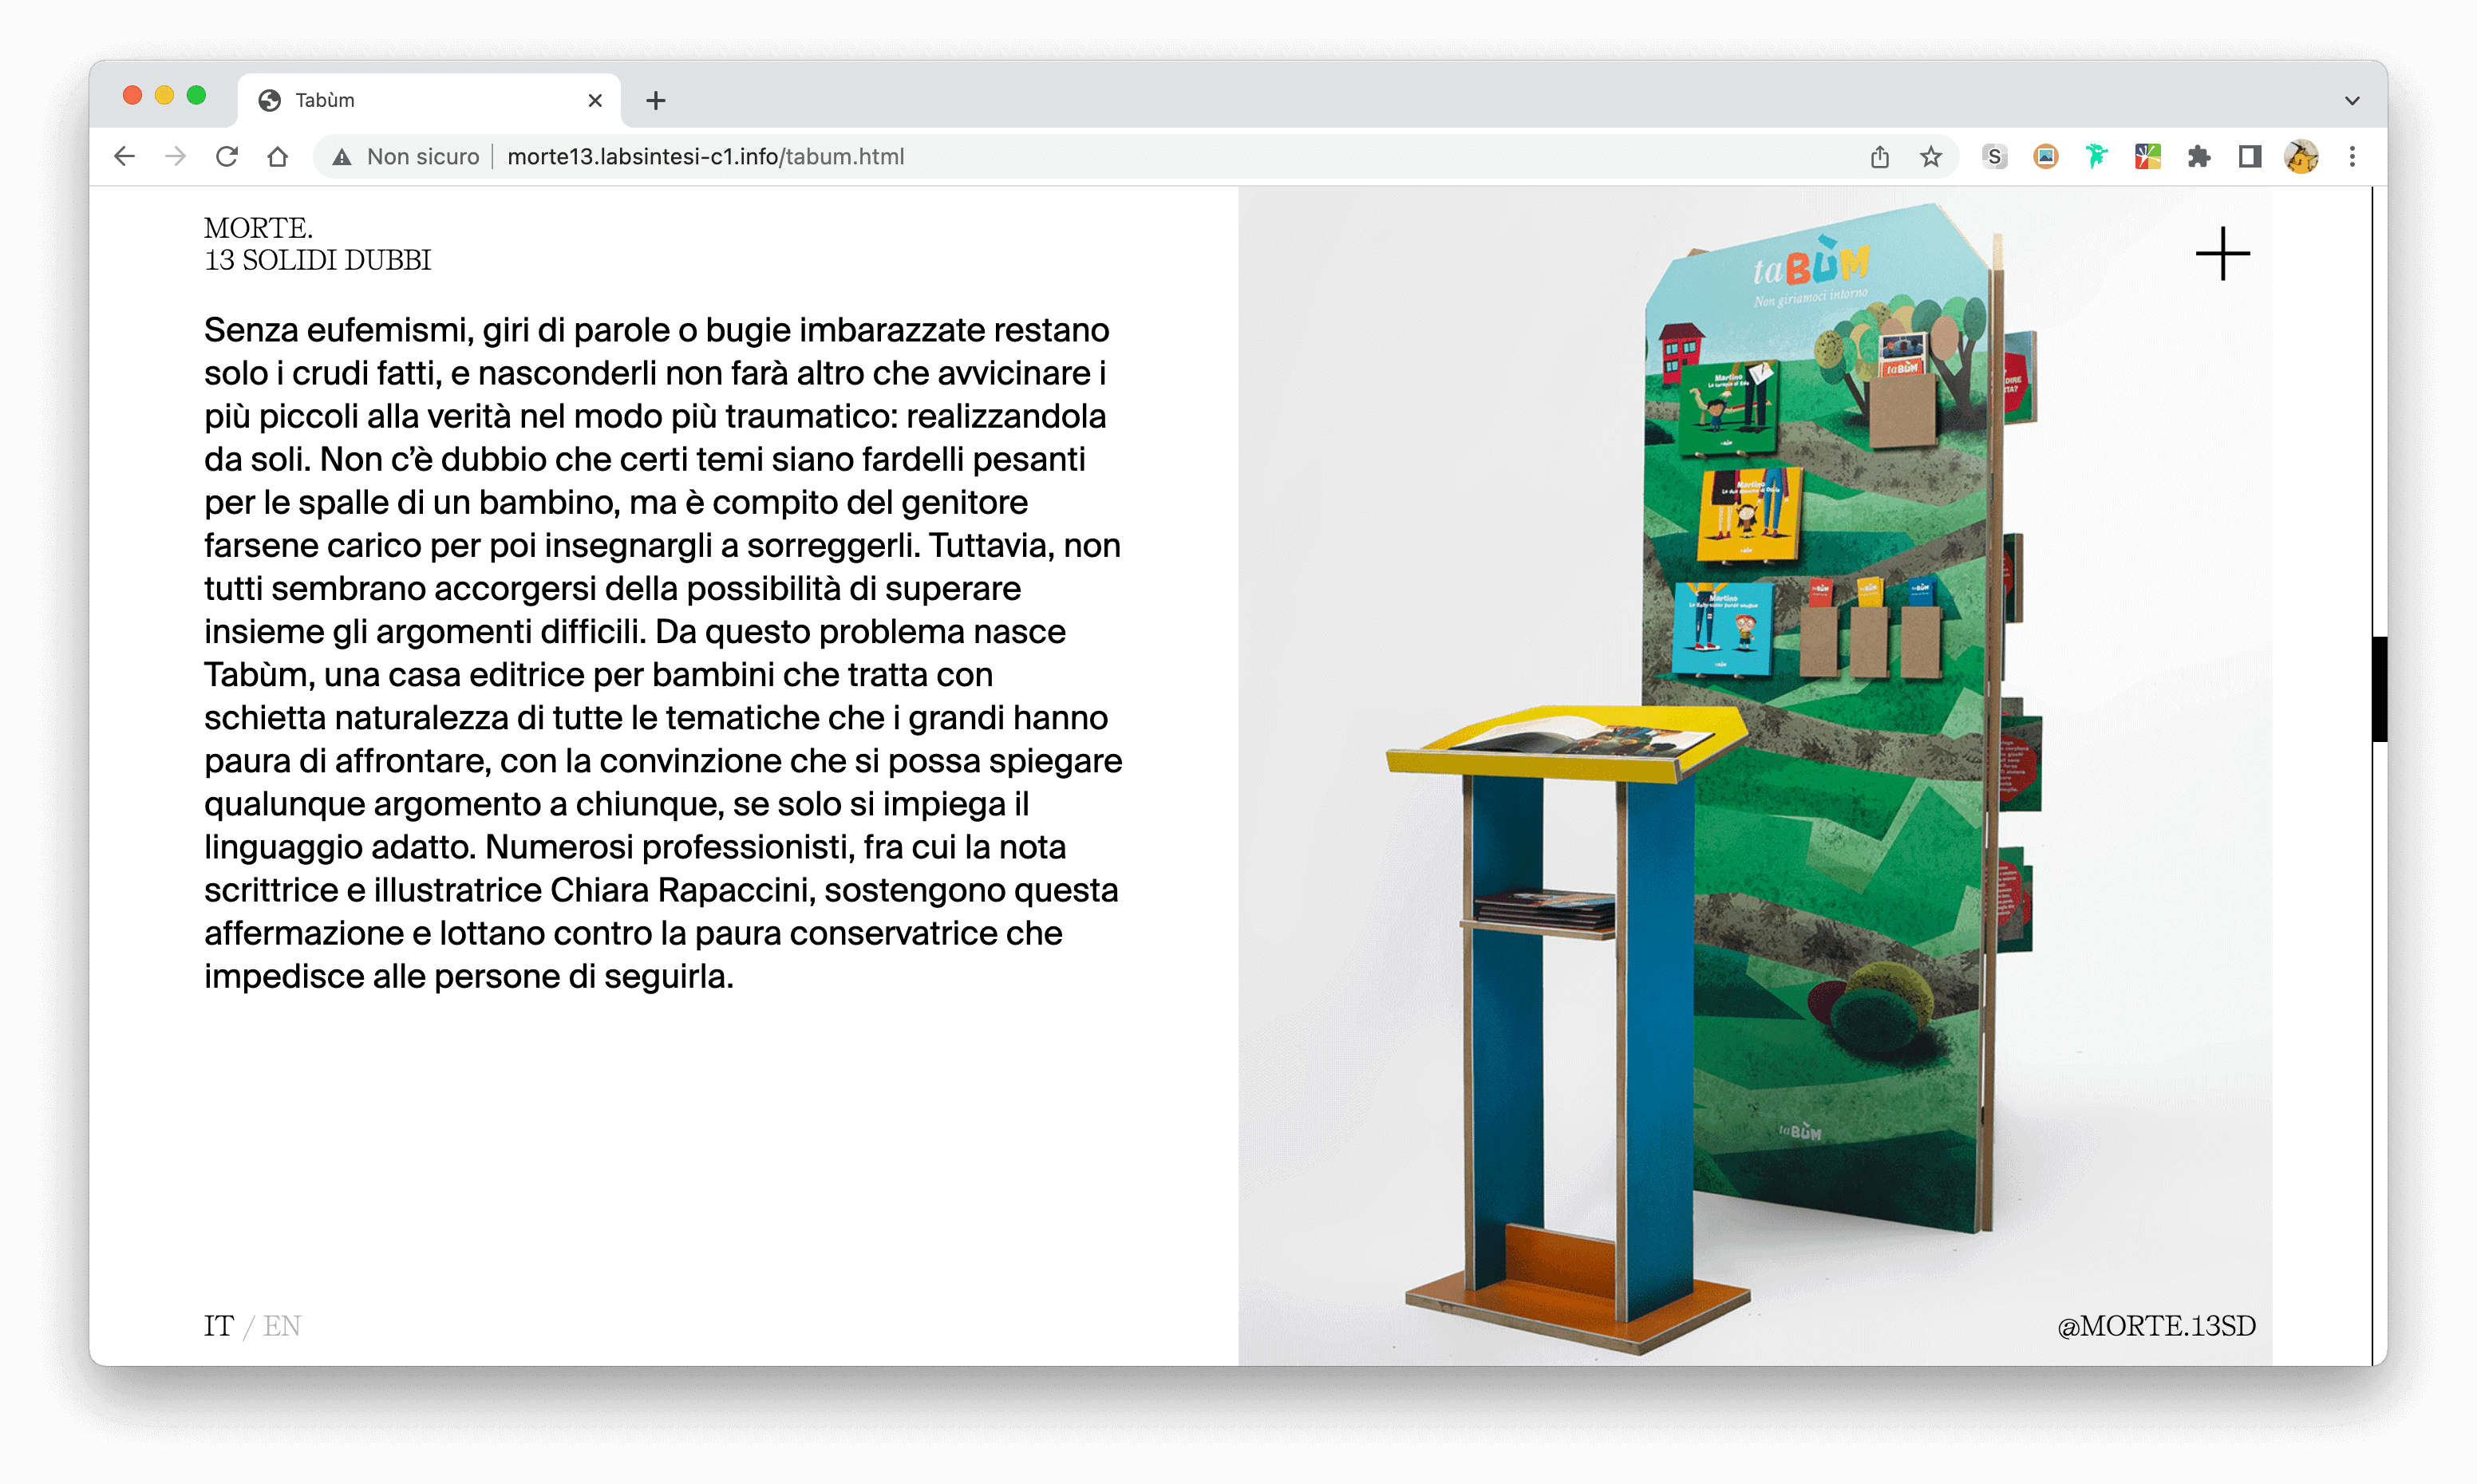 Tabùm
Non sicuro
morte13.labsintesi-c1.info/tabum.html
S
MORTE.
13 SOLIDI DUBBI
Senza eufemismi, giri di parole o bugie imbarazzate restano
solo i crudi fatti, e nasconderli non farà altro che avvicinare i
più piccoli alla verità nel modo più traumatico: realizzandola
da soli. Non c’è dubbio che certi temi siano fardelli pesanti
per le spalle di un bambino, ma è compito del genitore
farsene carico per poi insegnargli a sorreggerli. Tuttavia, non
tutti sembrano accorgersi della possibilità di superare
insieme gli argomenti difficili. Da questo problema nasce
Tabùm, una casa editrice per bambini che tratta con
schietta naturalezza di tutte le tematiche che i grandi hanno
paura di affrontare, con la convinzione che si possa spiegare
qualunque argomento a chiunque, se solo si impiega il
linguaggio adatto. Numerosi professionisti, fra cui la nota
scrittrice e illustratrice Chiara Rapaccini, sostengono questa
affermazione e lottano contro la paura conservatrice che
impedisce alle persone di seguirla.
IT / EN
taBÙM
Non giriamoci intorno
taBÙM
Martino
Martino
Martino
taBÙM
@MORTE.13SD